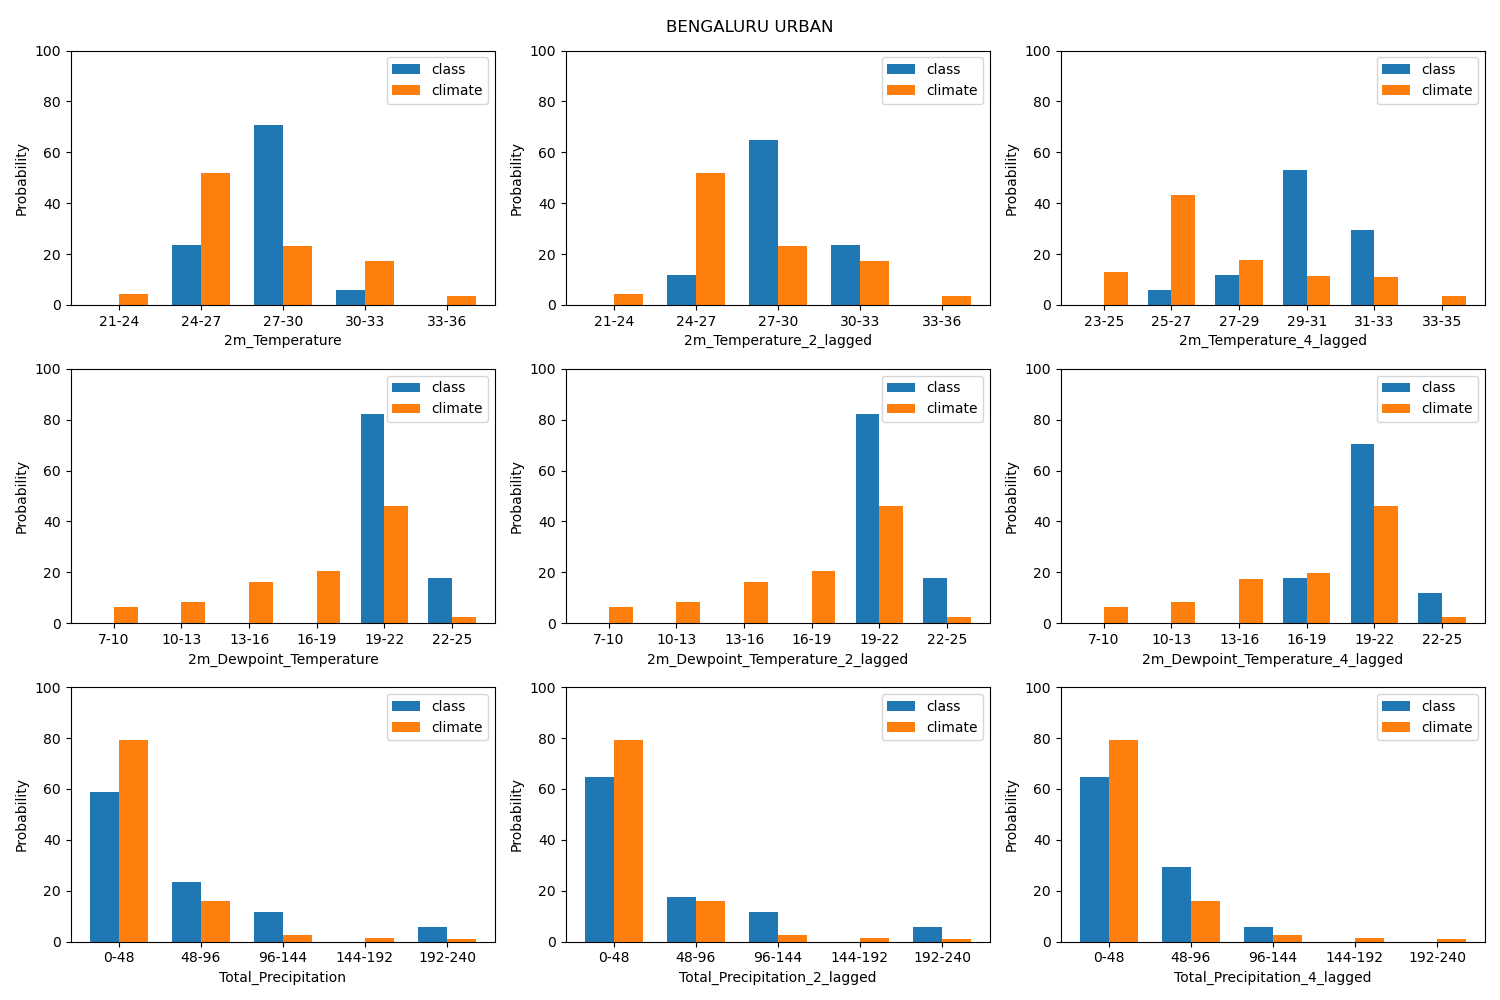 BENGALURU URBAN
100
80
60
40
20
0
Probability
class
climate
21-24 24-27 27-30 30-33 33-36
2m_Temperature
100
80
60
40
20
0
Probability
class
climate
21-24 24-27 27-30 30-33 33-36
2m_Temperature_2_lagged
100
80
60
40
20
0
Probability
class
climate
23-25 25-27 27-29 29-31 31-33 33-35
2m_Temperature_4_lagged
100
80
60
40
20
0
Probability
class
climate
7-10 10-13 13-16 16-19 19-22 22-25
2m_Dewpoint_Temperature
100
80
60
40
20
0
Probability
class
climate
7-10 10-13 13-16 16-19 19-22 22-25
2m_Dewpoint_Temperature_2_lagged
100
80
60
40
20
0
Probability
class
climate
7-10 10-13 13-16 16-19 19-22 22-25
2m_Dewpoint_Temperature_4_lagged
100
80
60
40
20
0
Probability
class
climate
0-48 48-96 96-144 144-192 192-240
Total_Precipitation
100
80
60
40
20
0
Probability
class
climate
0-48 48-96 96-144 144-192 192-240
Total_Precipitation_2_lagged
100
80
60
40
20
0
Probability
class
climate
0-48 48-96 96-144 144-192 192-240
Total_Precipitation_4_lagged